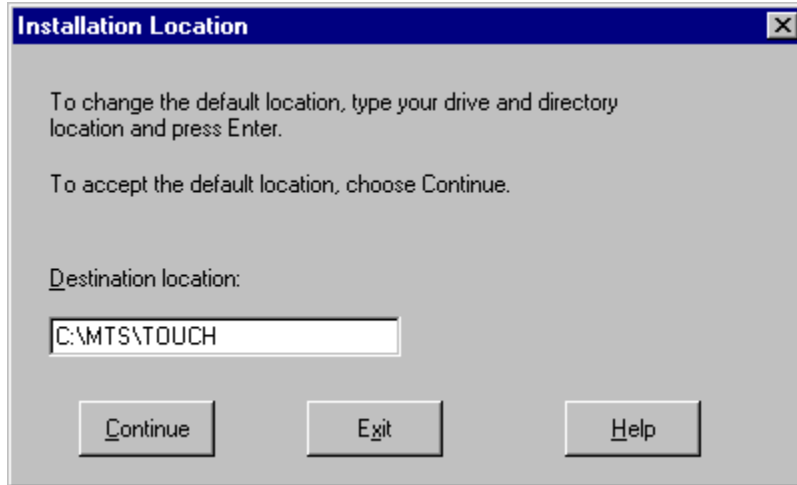 Installation Location
To change the default location, type your drive and directory
location and press Enter.
To accept the default location, choose Continue.
Destination location:
C:\MTS\TOUCH
Continue
Exit
Help